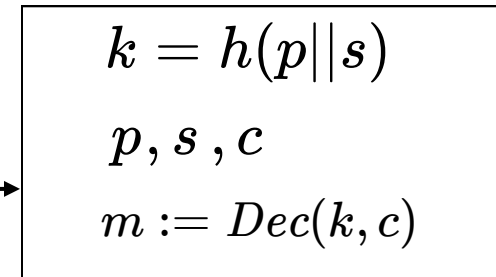 k = h(p||s)
p, s , c
m := Dec(k, c)